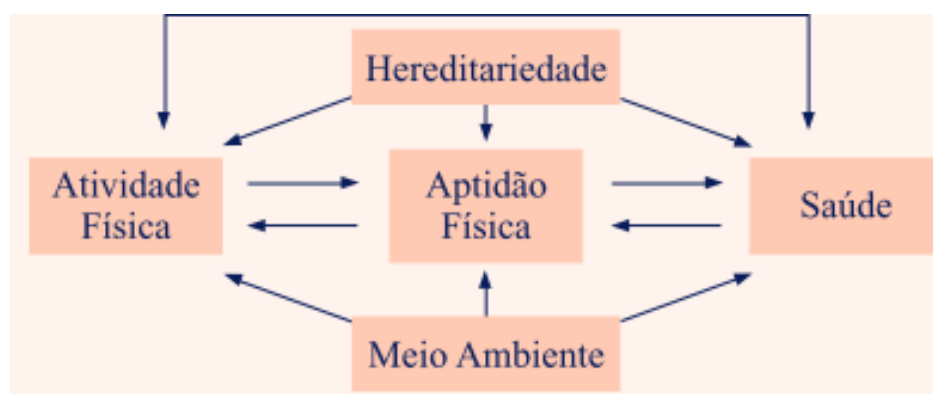 Hereditariedade
Atividade
Física
Aptidão
Física
Saúde
Meio Ambiente